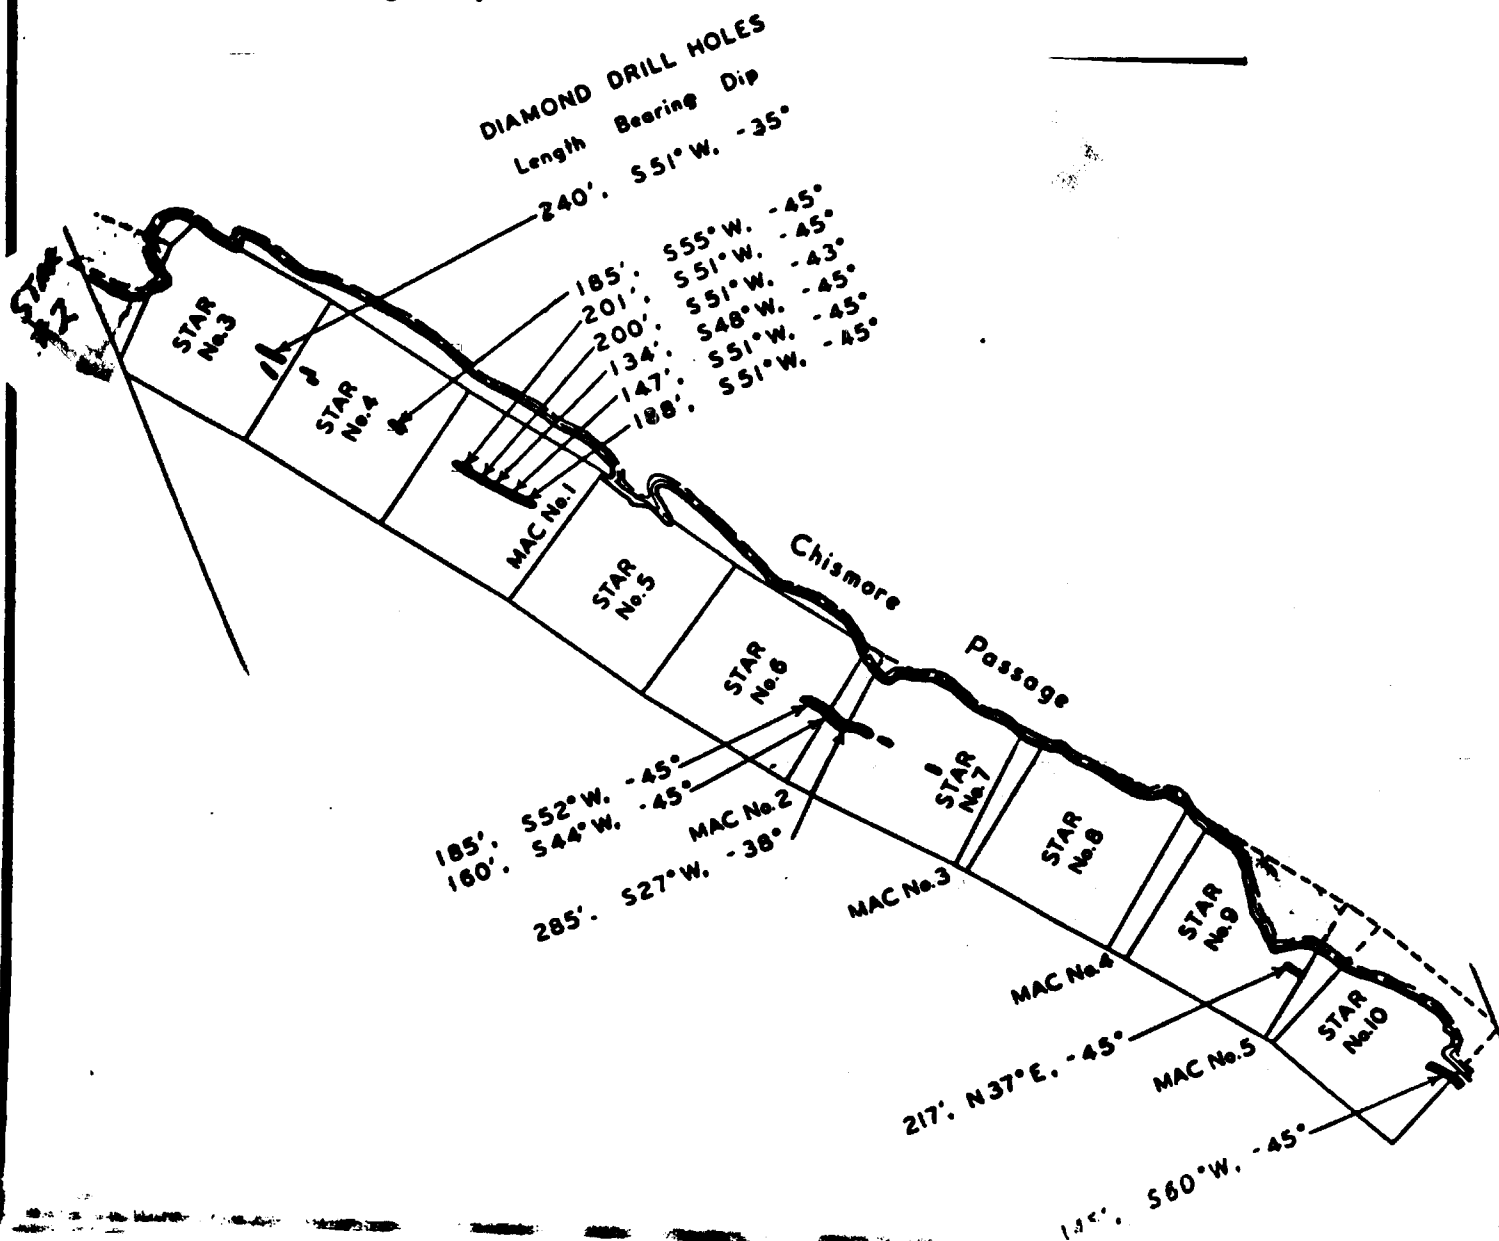 DIAMOND DRILL HOLES
Length Bearing Dip
240', S51°W, -35°
185', S55°W, -45°
201', S51°W, -45°
200', S51°W, -43°
134', S48°W, -45°
147', S51°W, -45°
188', S51°W, -45°
STAR
#2
STAR
No.3
STAR
No.4
MAC No.1
STAR
No.5
Chismore
Passage
STAR
No.6
185', S52°W, -45°
160', S44°W, -45°
MAC No.2
285', S27°W, -38°
STAR
No.7
MAC No.3
STAR
No.8
MAC No.4
STAR
No.9
217', N37°E, -45°
MAC No.5
STAR
No.10
S60°W, -45°